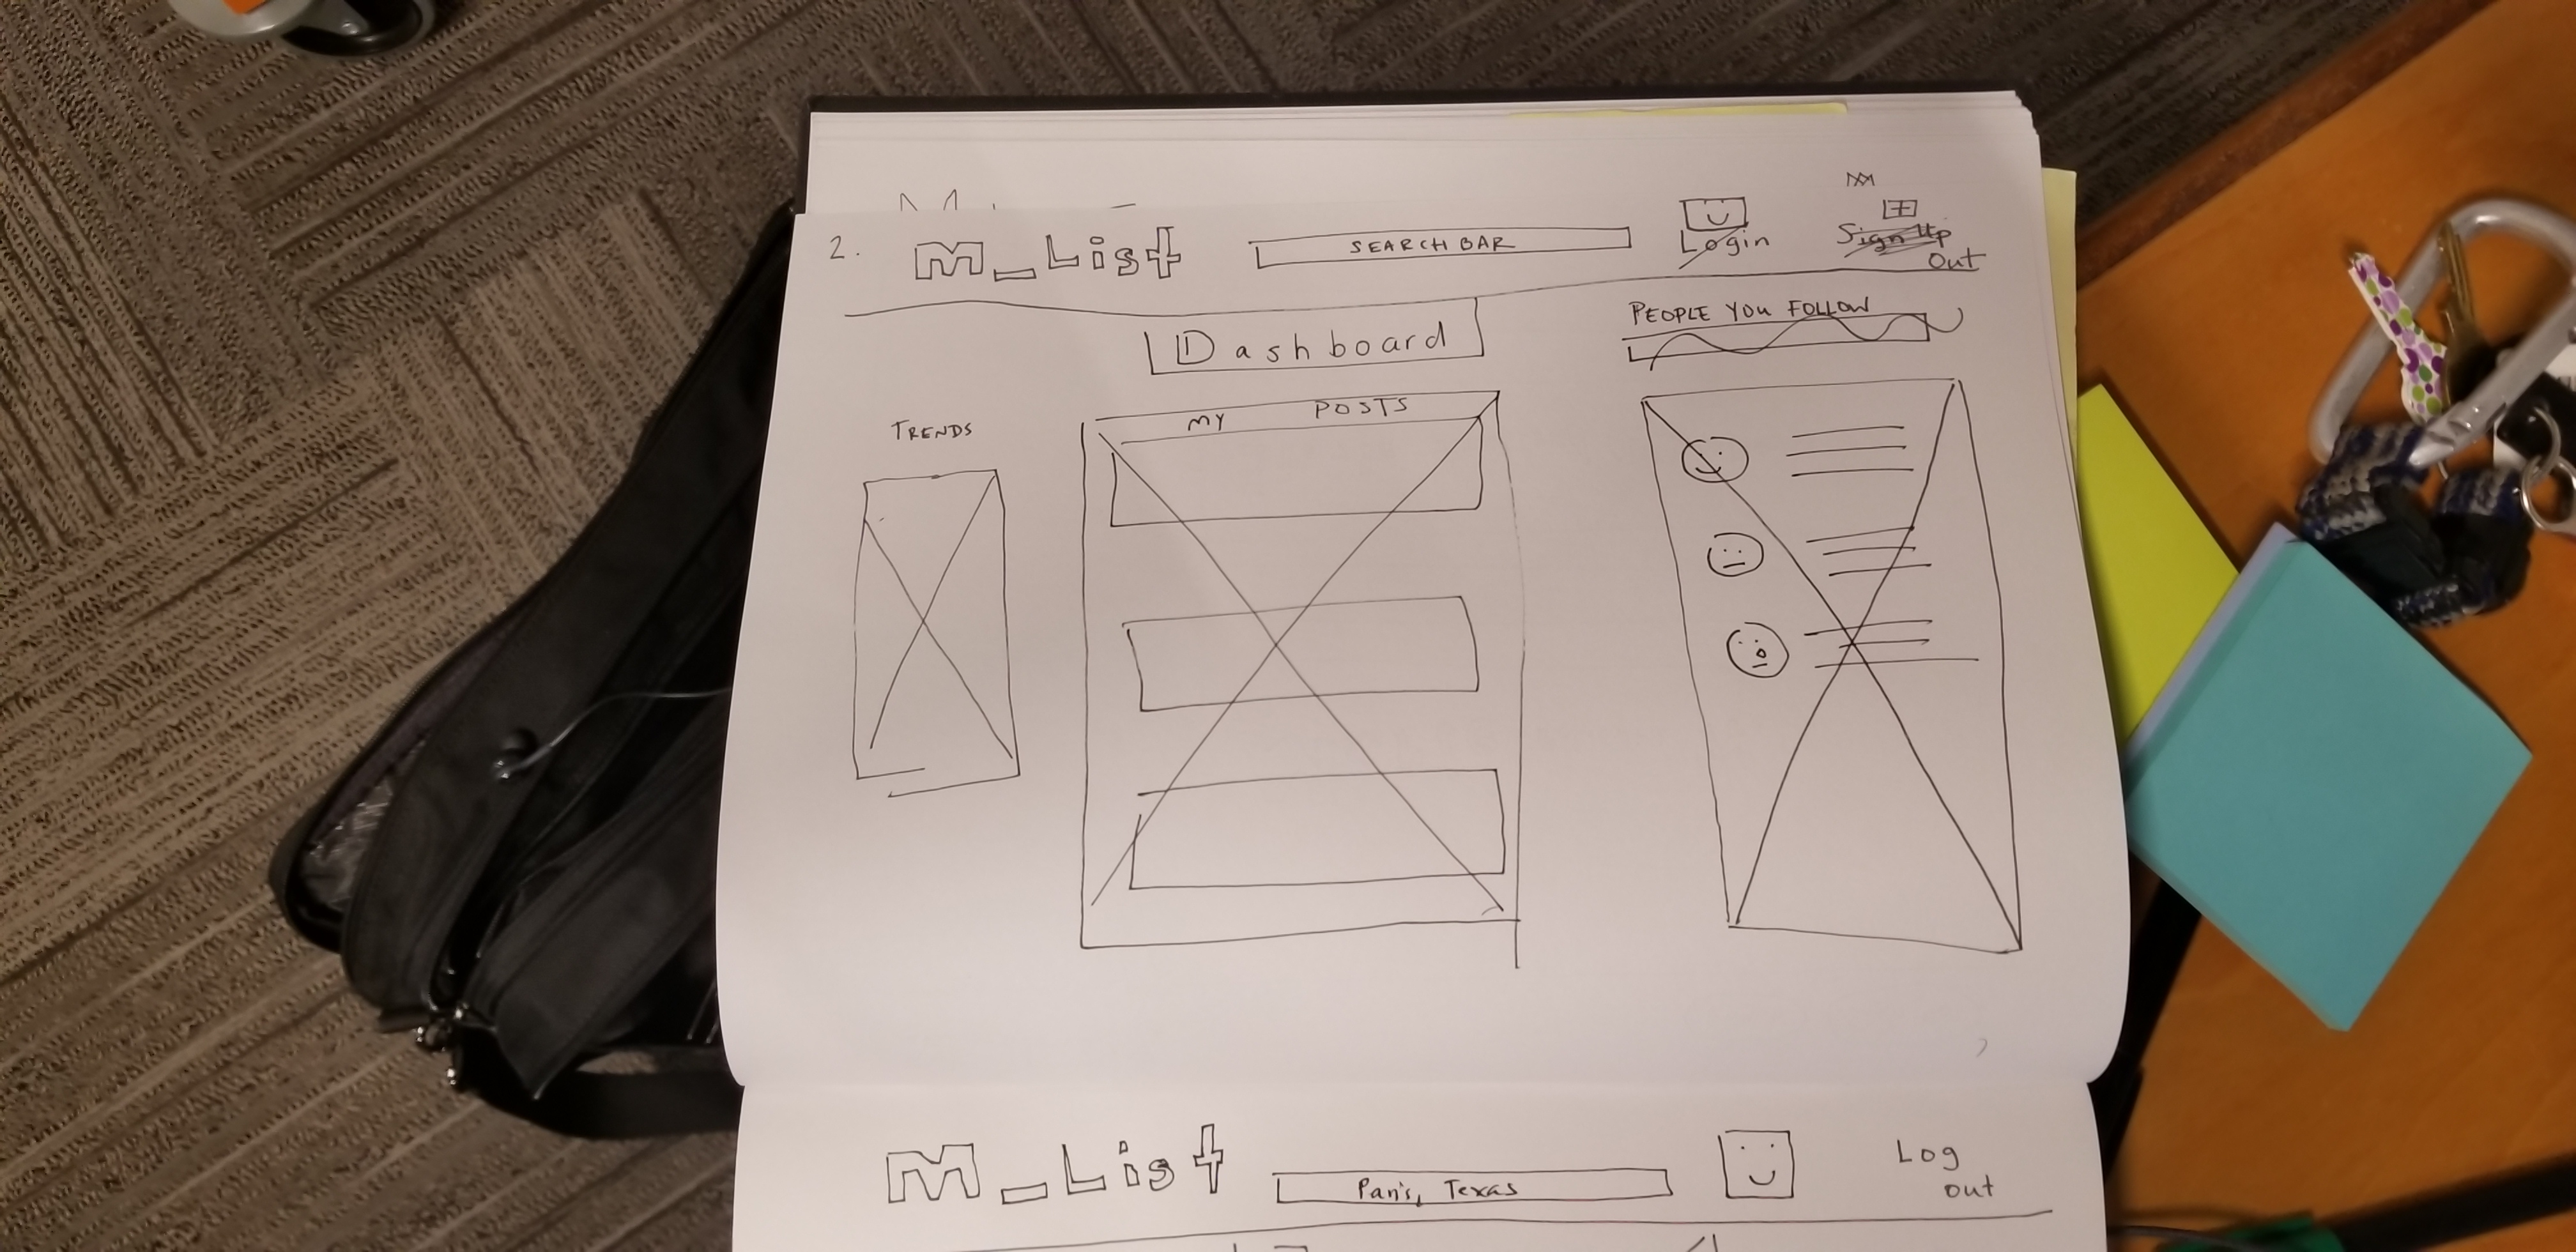 2. M_List SEARCH BAR Login Sign Up
Out
PEOPLE YOU FOLLOW
Dashboard
TRENDS
MY POSTS
M_List Paris, Texas Log
out